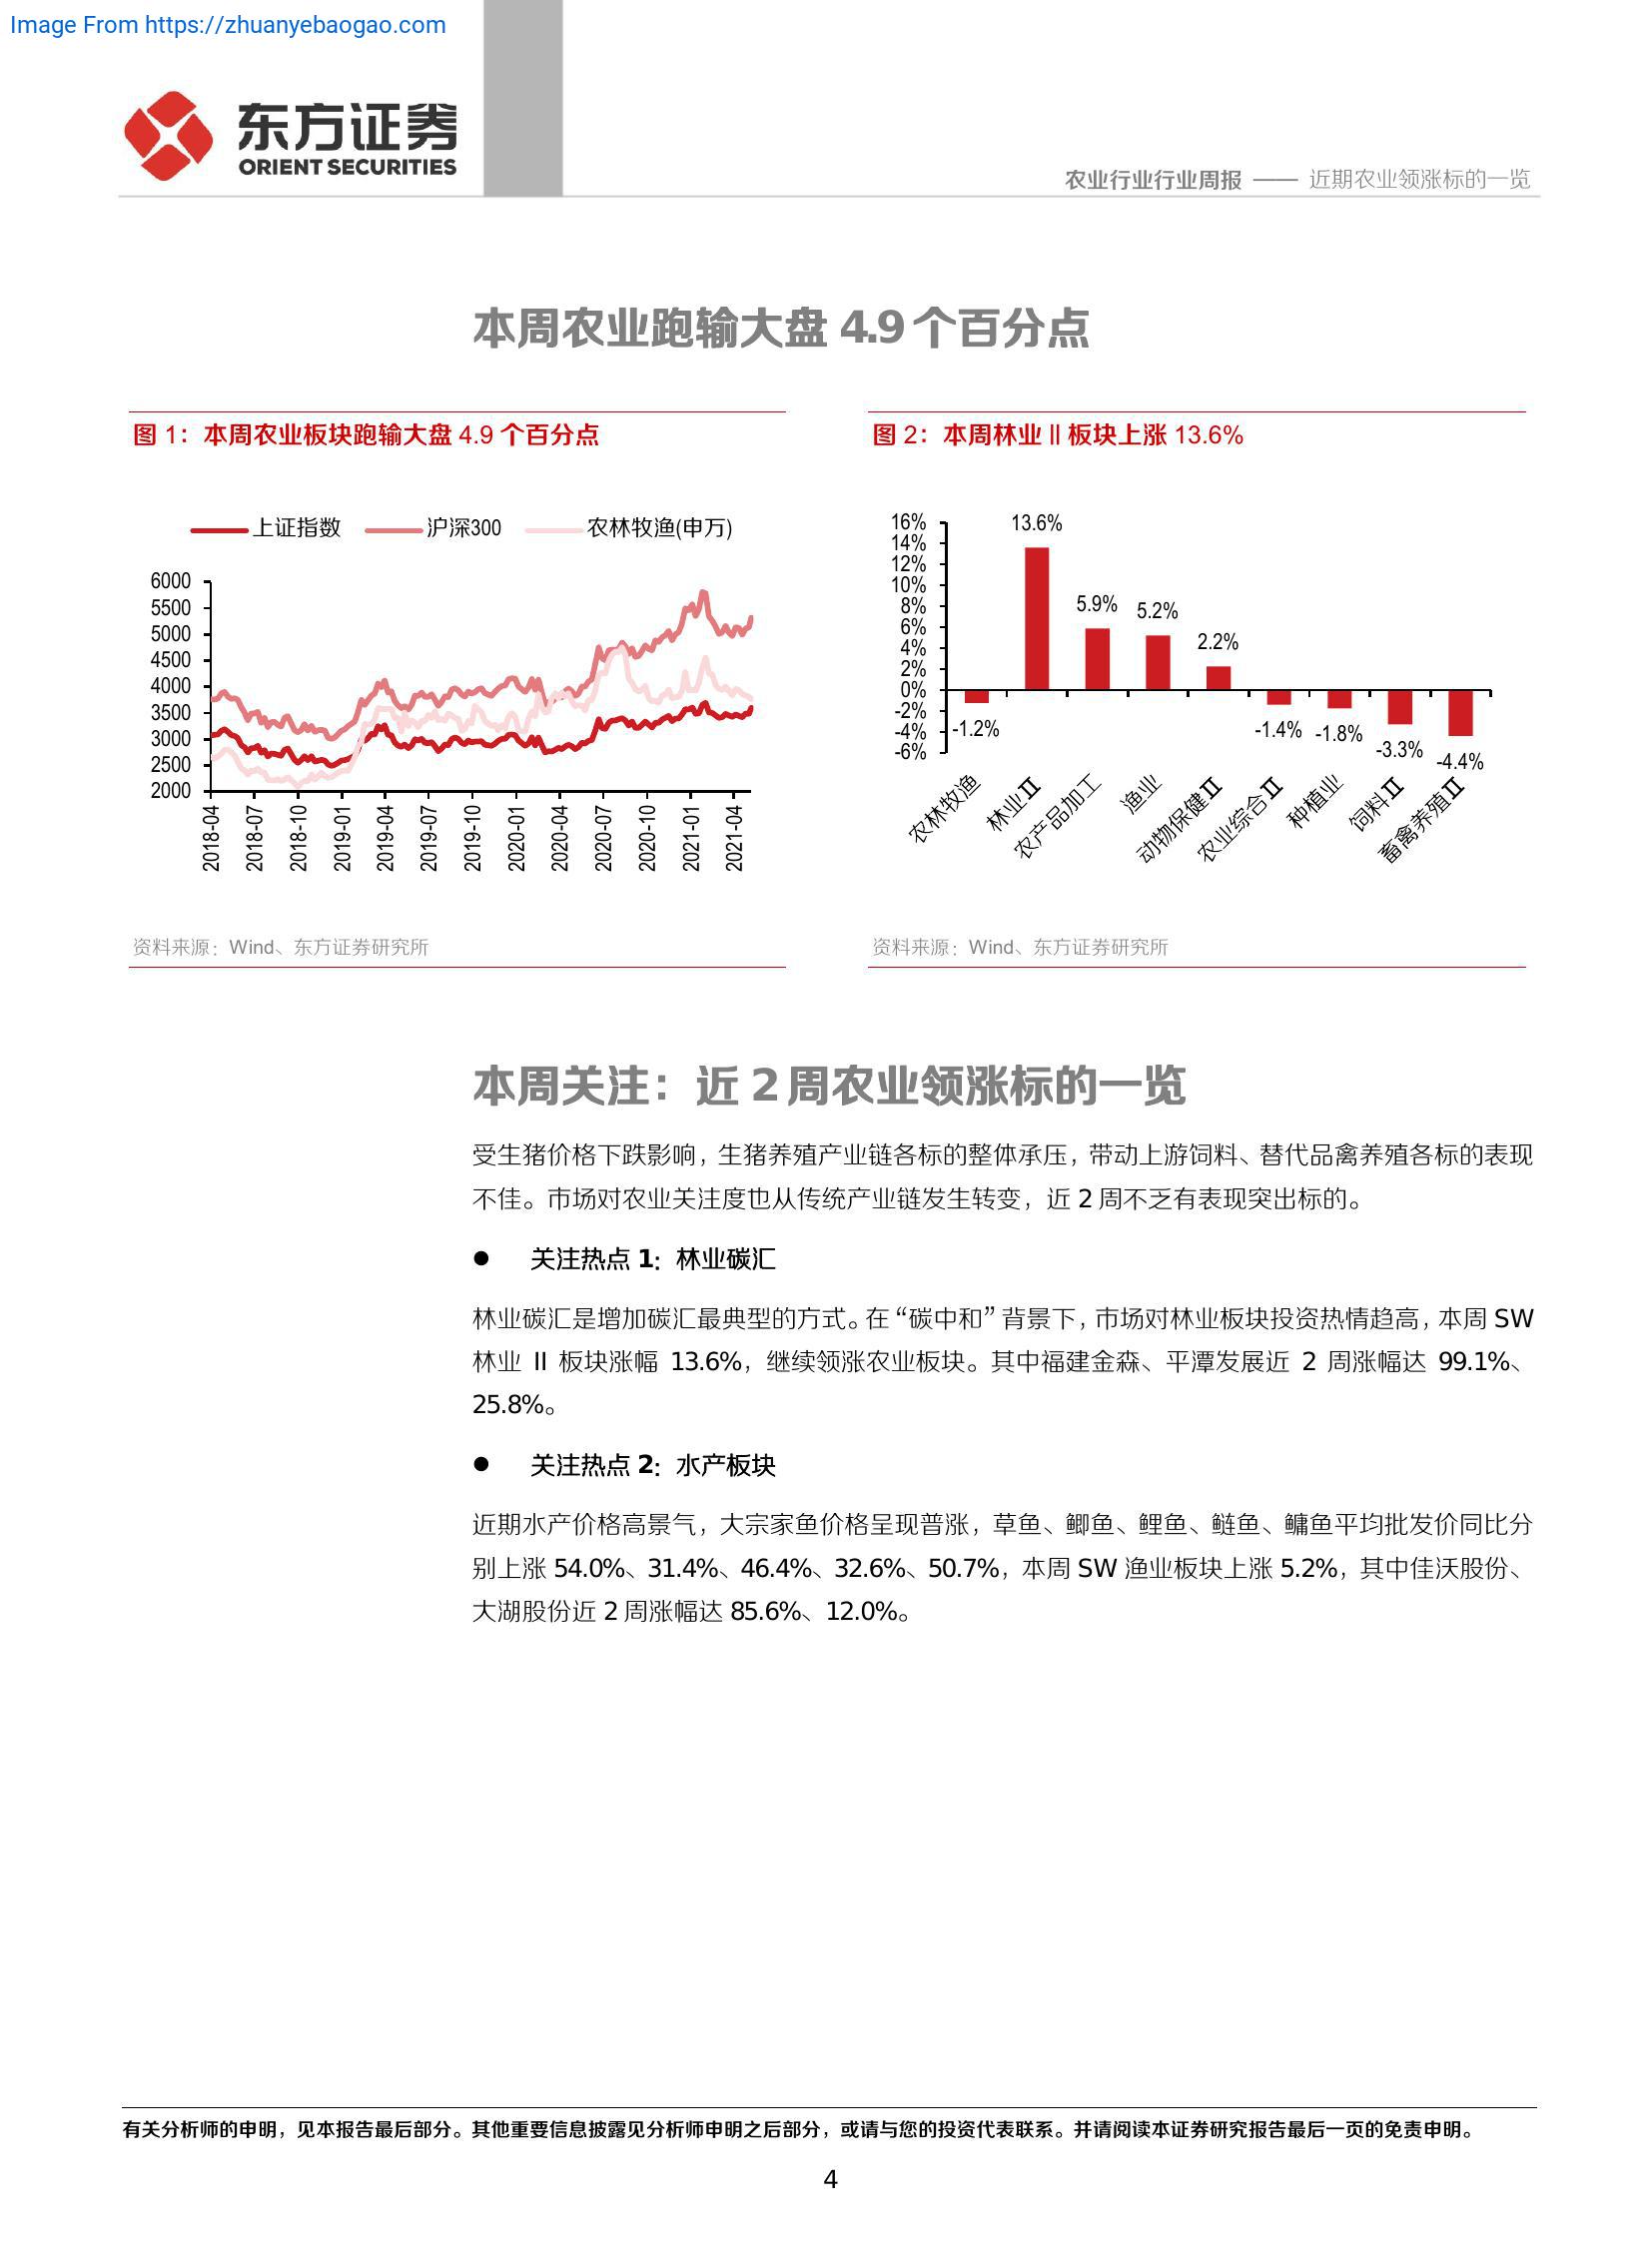 Image From https://zhuanyebaogao.com
东方证券
ORIENT SECURITIES
农业行业行业周报 —— 近期农业领涨标的一览
本周农业跑输大盘 4.9 个百分点
图 1：本周农业板块跑输大盘 4.9 个百分点
上证指数 沪深300 农林牧渔(申万)
6000
5500
5000
4500
4000
3500
3000
2500
2000
2018-04 2018-07 2018-10 2019-01 2019-04 2019-07 2019-10 2020-01 2020-04 2020-07 2020-10 2021-01 2021-04
资料来源：Wind、东方证券研究所
图 2：本周林业Ⅱ板块上涨 13.6%
16%
14%
12%
10%
8%
6%
4%
2%
0%
-2%
-4%
-6%
-1.2% 13.6% 5.9% 5.2% 2.2% -1.4% -1.8% -3.3% -4.4%
农林牧渔 林业Ⅱ 农产品加工 渔业 动物保健Ⅱ 农业综合Ⅱ 种植业 饲料Ⅱ 畜禽养殖Ⅱ
资料来源：Wind、东方证券研究所
本周关注：近 2 周农业领涨标的一览
受生猪价格下跌影响，生猪养殖产业链各标的整体承压，带动上游饲料、替代品禽养殖各标的表现
不佳。市场对农业关注度也从传统产业链发生转变，近 2 周不乏有表现突出标的。
● 关注热点 1：林业碳汇
林业碳汇是增加碳汇最典型的方式。在“碳中和”背景下，市场对林业板块投资热情趋高，本周 SW
林业 II 板块涨幅 13.6%，继续领涨农业板块。其中福建金森、平潭发展近 2 周涨幅达 99.1%、
25.8%。
● 关注热点 2：水产板块
近期水产价格高景气，大宗家鱼价格呈现普涨，草鱼、鲫鱼、鲤鱼、鲢鱼、鳙鱼平均批发价同比分
别上涨 54.0%、31.4%、46.4%、32.6%、50.7%，本周 SW 渔业板块上涨 5.2%，其中佳沃股份、
大湖股份近 2 周涨幅达 85.6%、12.0%。
有关分析师的申明，见本报告最后部分。其他重要信息披露见分析师申明之后部分，或请与您的投资代表联系。并请阅读本证券研究报告最后一页的免责申明。
4